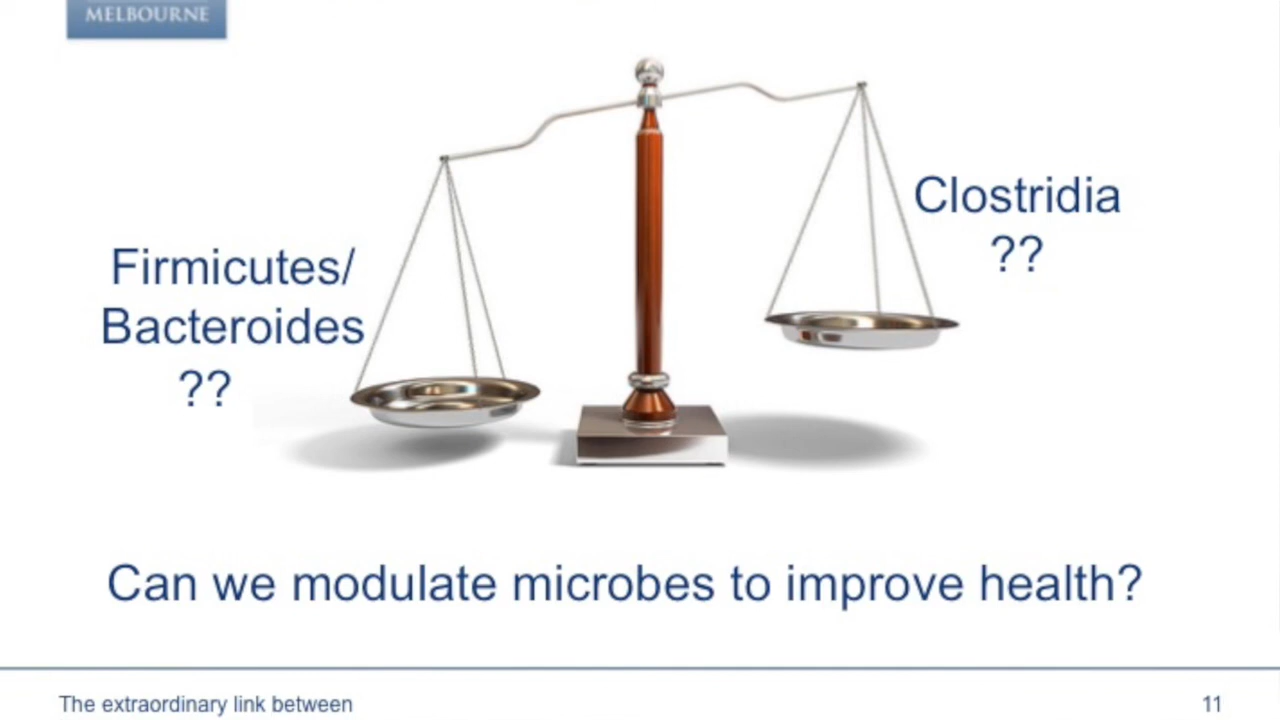 MELBOURNE
Clostridia
??
Firmicutes/
Bacteroides
??
Can we modulate microbes to improve health?
The extraordinary link between
11